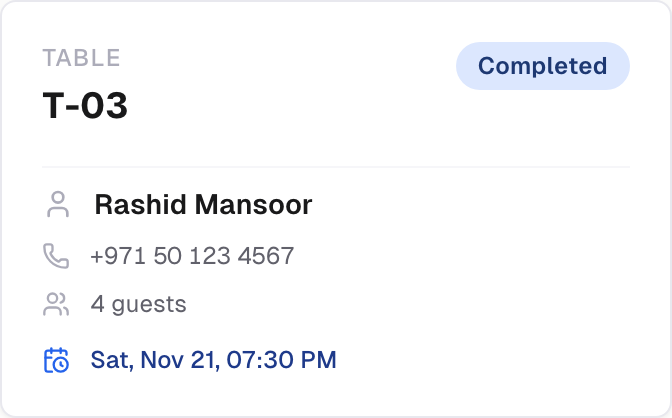 TABLE
Completed
T-03
Rashid Mansoor
+971 50 123 4567
4 guests
Sat, Nov 21, 07:30 PM